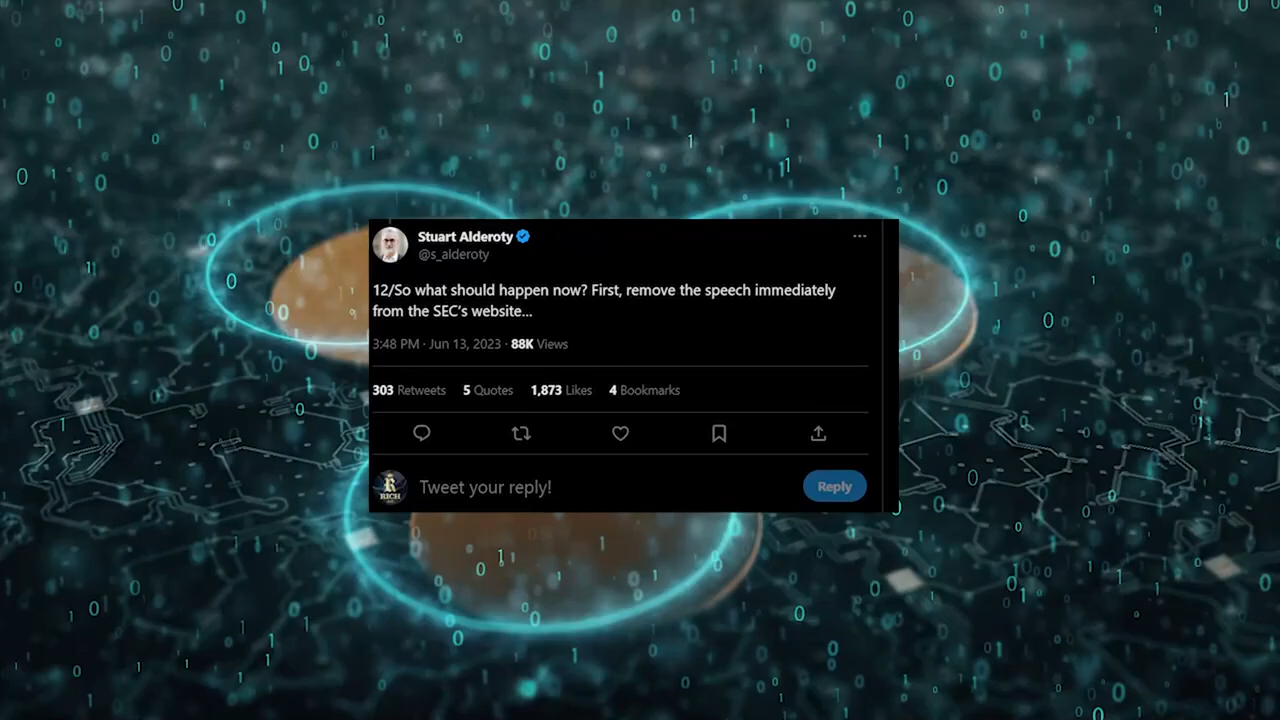 Stuart Alderoty
@s_alderoty
12/So what should happen now? First, remove the speech immediately
from the SEC's website...
3:48 PM · Jun 13, 2023 · 88K Views
303 Retweets 5 Quotes 1,873 Likes 4 Bookmarks
RICH
Tweet your reply!
Reply